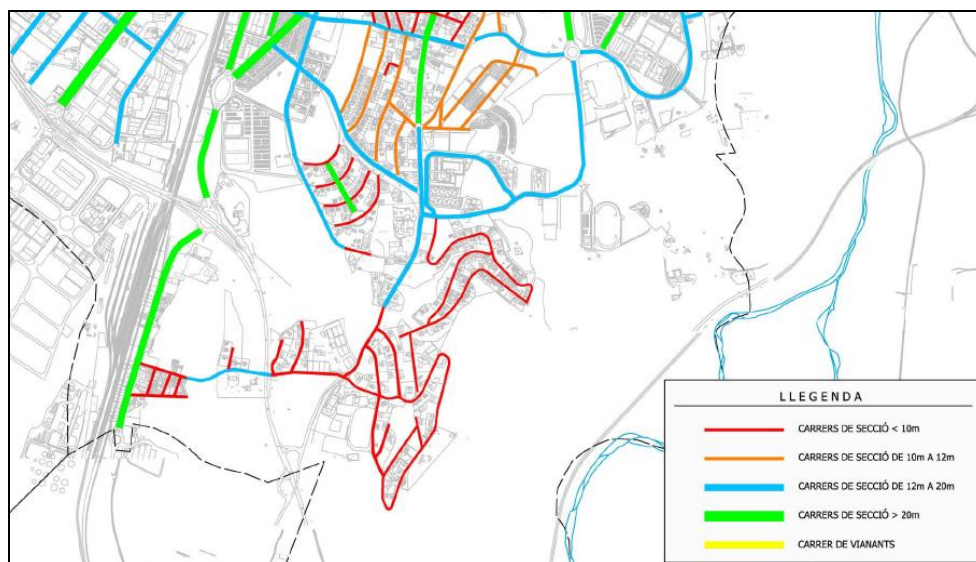 LLEGENDA
CARRERS DE SECCIÓ < 10m
CARRERS DE SECCIÓ DE 10m A 12m
CARRERS DE SECCIÓ DE 12m A 20m
CARRERS DE SECCIÓ > 20m
CARRER DE VIANANTS